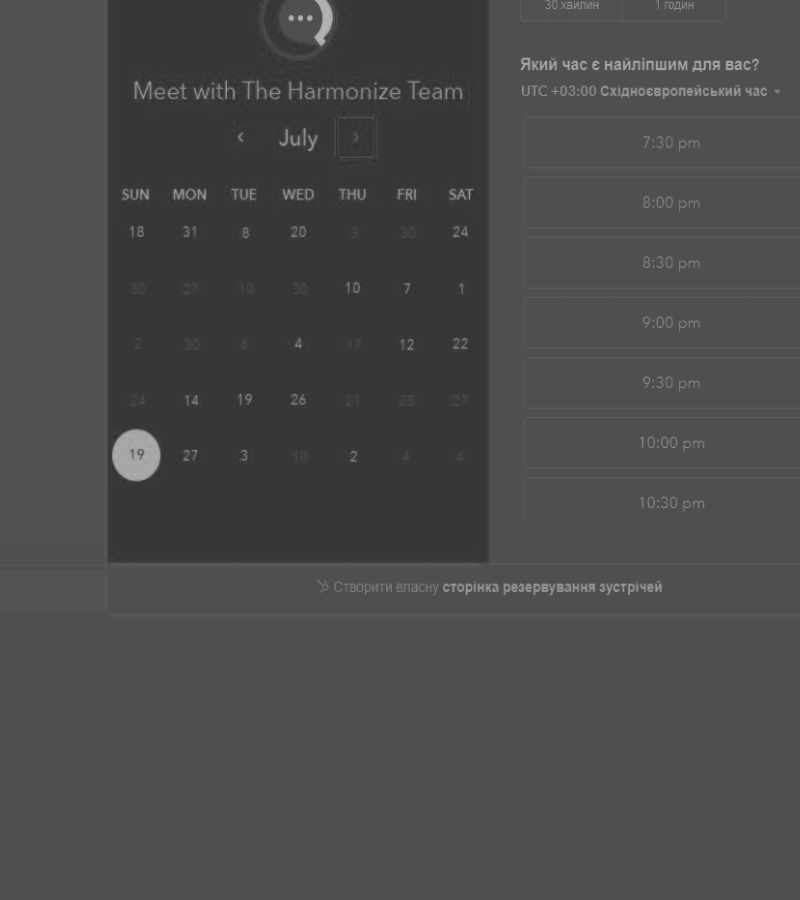 30 хвилин 1 годин
Meet with The Harmonize Team
July
SUN MON TUE WED THU FRI SAT
18 31 8 20 3 30 24
30 27 18 30 10 7 1
2 30 6 4 17 12 22
24 14 19 26 21 28 27
19 27 3 10 2 4 4
Який час є найліпшим для вас?
UTC +03:00 Східноєвропейський час
7:30 pm
8:00 pm
8:30 pm
9:00 pm
9:30 pm
10:00 pm
10:30 pm
Створити власну сторінка резервування зустрічей